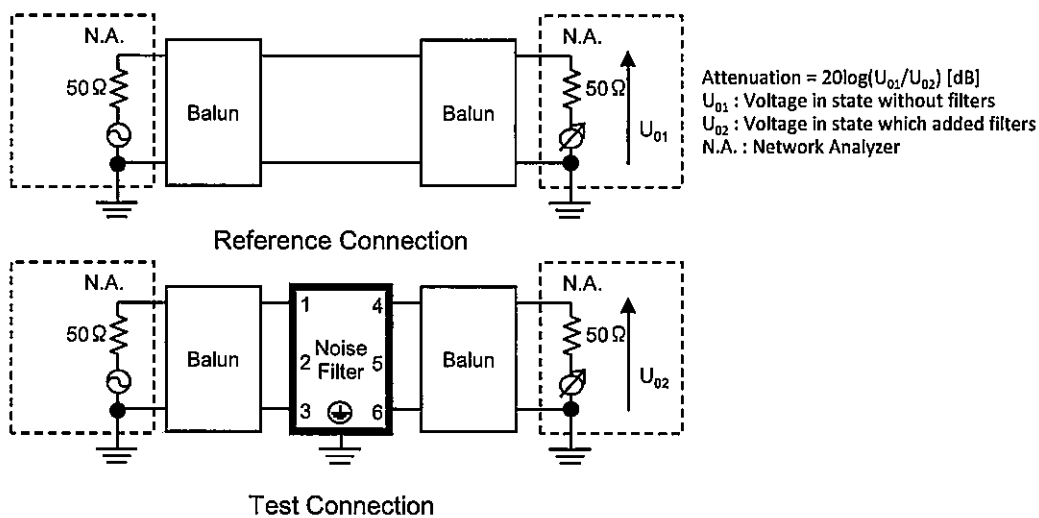 N.A.
50Ω
Balun
Balun
N.A.
50Ω
U01
Attenuation = 20log(U01/U02) [dB]
U01 : Voltage in state without filters
U02 : Voltage in state which added filters
N.A. : Network Analyzer
Reference Connection
N.A.
50Ω
Balun
1 4
2 Noise Filter 5
3 6
Balun
N.A.
50Ω
U02
Test Connection